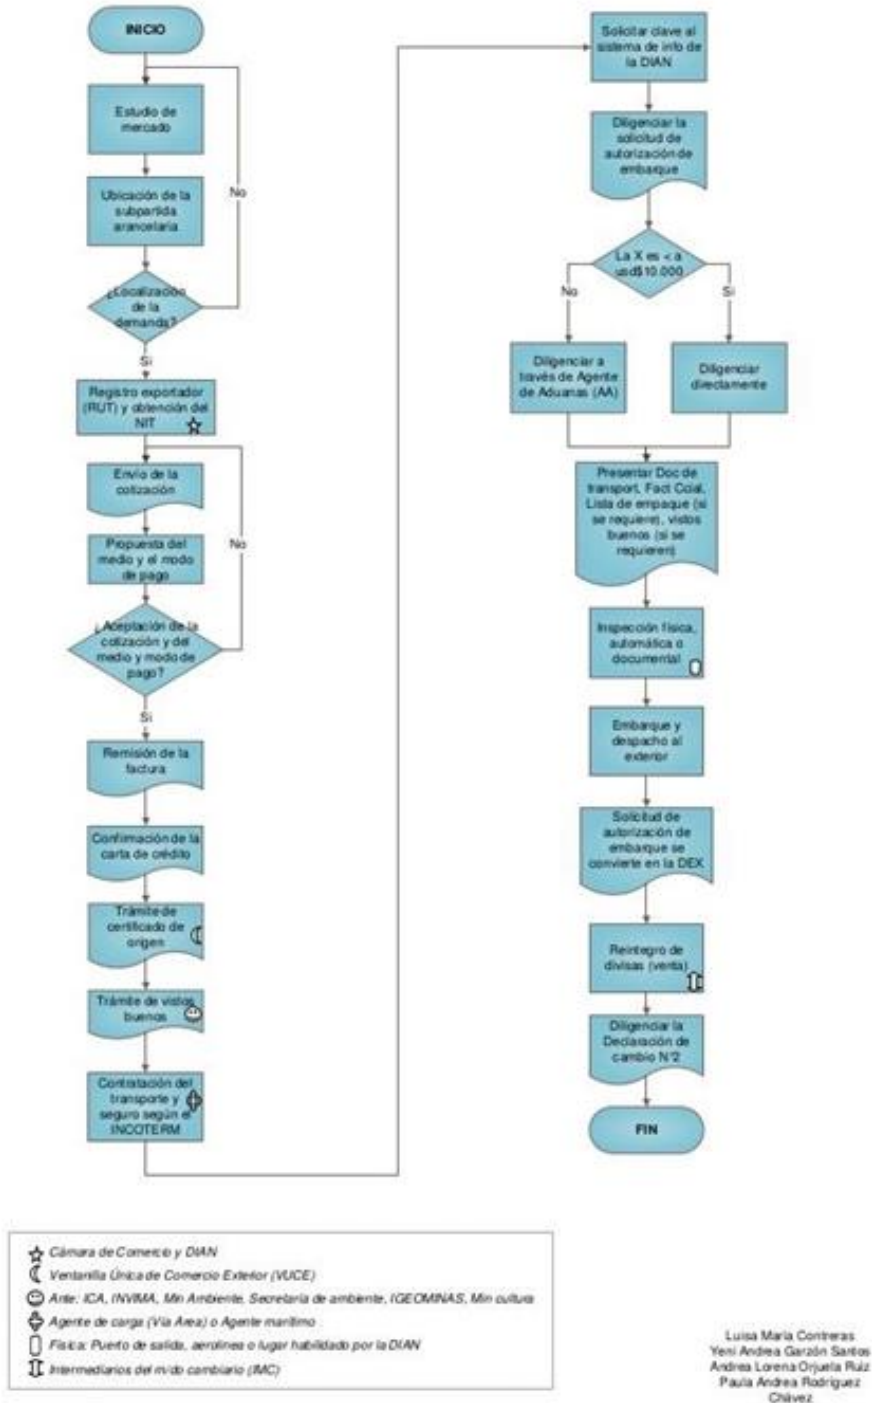 INICIO
Estudio de
mercado
Ubicación de la
subpartida
arancelaria
No
¿Localización
de la
demanda?
Si
Registro exportador
(RUT) y obtención del
NIT
Envío de la
cotización
Propuesta del
medio y el modo
de pago
No
¿Adeptación de la
cotización y del
medio y modo de
pago?
Si
Remisión de la
factura
Confirmación de la
carta de crédito
Trámite de
certificado de
origen
Trámite de vistos
buenos
Contratación del
transporte y
seguro según el
INCOTERM
Solicitar clave al
sistema de info de
la DIAN
Diligenciar la
solicitud de
autorización de
embarque
La X es < a
usd$10.000
No
Si
Diligenciar a
través de Agente
de Aduanas (AA)
Diligenciar
directamente
Presentar Doc de
transport, Fact Ccial,
Lista de empaque (si
se requiere), vistos
buenos (si se
requieren)
Inspección física,
automática o
documental
Embarque y
despacho al
exterior
Solicitud de
autorización de
embarque se
convierte en la DEX
Reintegro de
divisas (venta)
Diligenciar la
Declaración de
cambio N°2
FIN
Cámara de Comercio y DIAN
Ventanilla Única de Comercio Exterior (VUCE)
Ante: ICA, INVIMA, Min Ambiente, Secretaría de ambiente, IGEOMINAS, Min cultura
Agente de carga (Vía Area) o Agente marítimo
Física: Puerto de salida, aerolinea o lugar habilidado por la DIAN
Intermediarios del m/do cambiario (IMC)
Luisa María Contreras
Yeni Andrea Garzón Santos
Andrea Lorena Orjuela Ruiz
Paula Andrea Rodríguez
Chávez